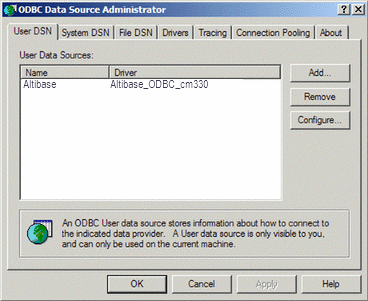 ODBC Data Source Administrator
User DSN System DSN File DSN Drivers Tracing Connection Pooling About
User Data Sources:
Name Driver
Altibase Altibase_ODBC_cm330
Add...
Remove
Configure...
An ODBC User data source stores information about how to connect to
the indicated data provider. A User data source is only visible to you,
and can only be used on the current machine.
OK Cancel Apply Help